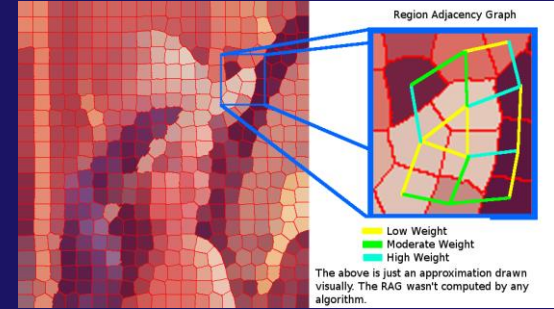 Region Adjacency Graph
Low Weight
Moderate Weight
High Weight
The above is just an approximation drawn
visually. The RAG wasn't computed by any
algorithm.